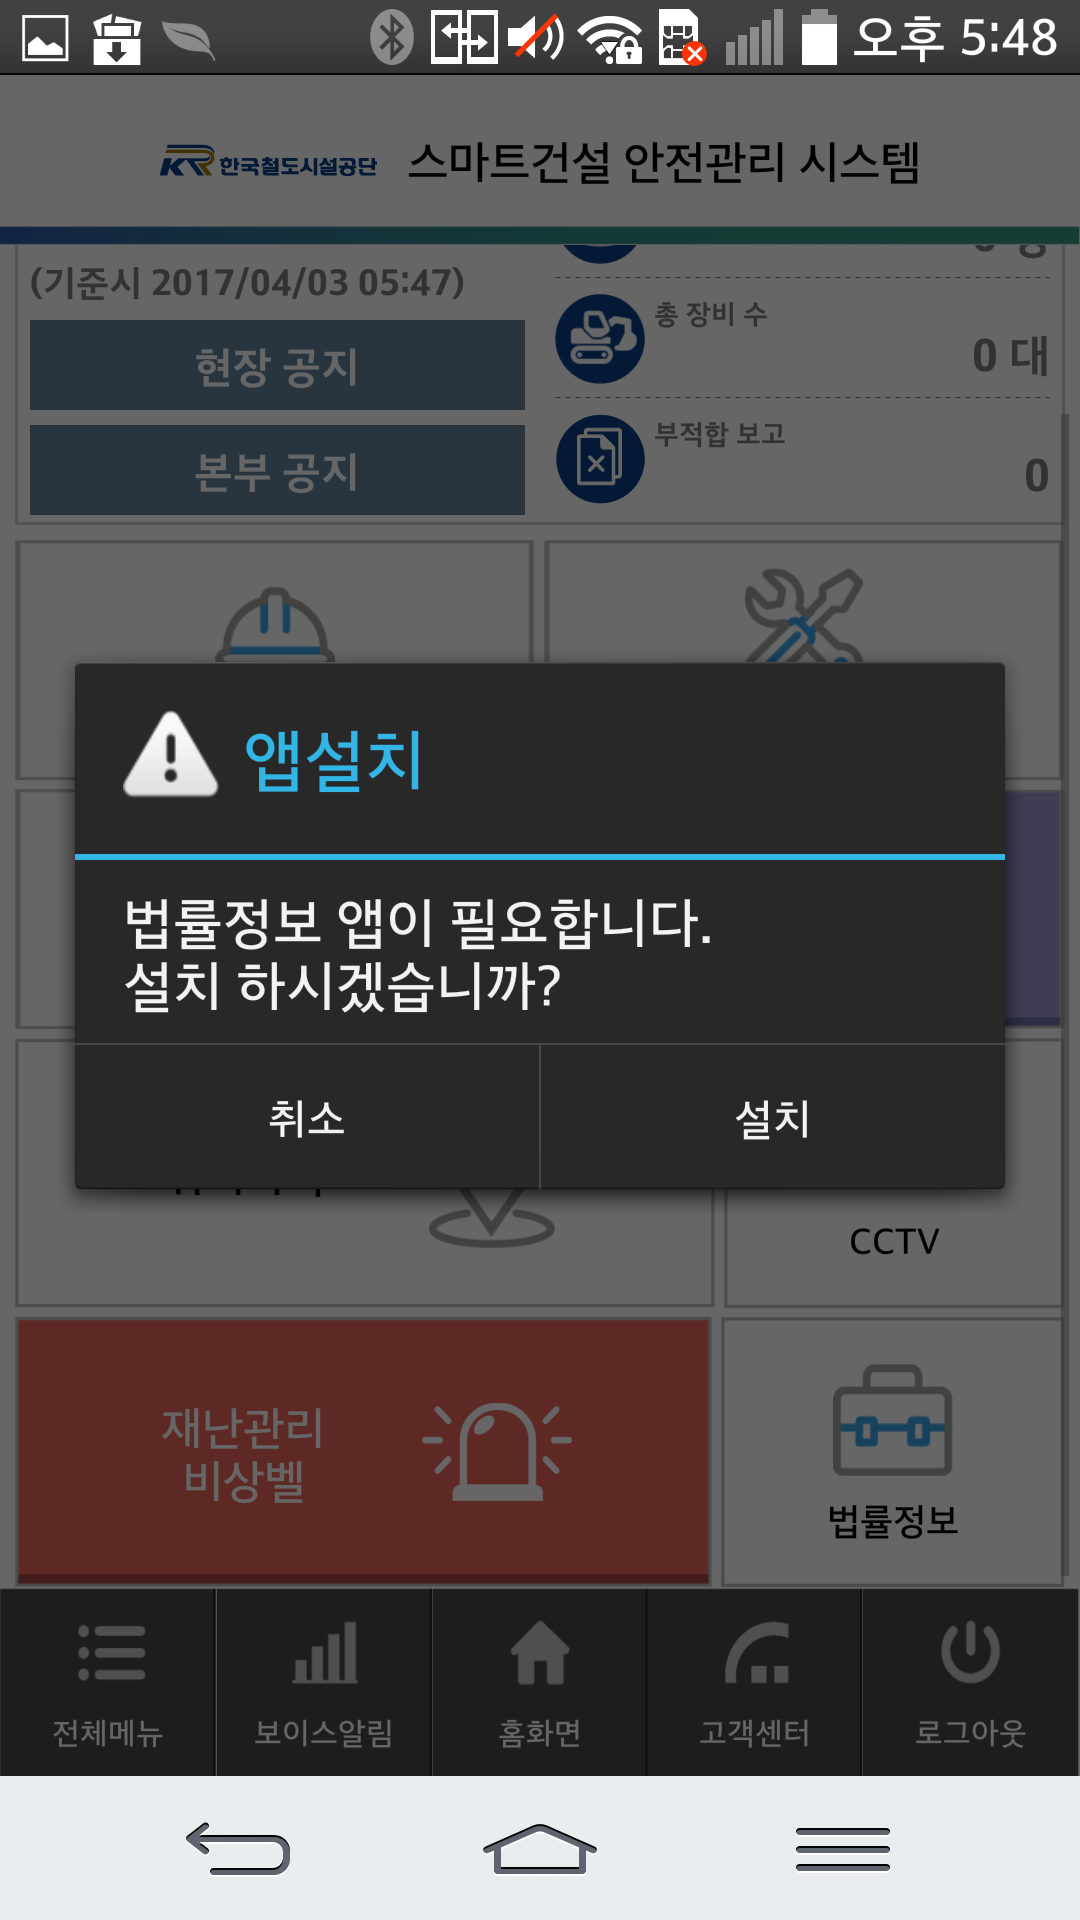 오후 5:48
KR 한국철도시설공단 스마트건설 안전관리 시스템
(기준시 2017/04/03 05:47)
현장 공지
본부 공지
총 장비 수
0 대
부적합 보고
0
앱설치
법률정보 앱이 필요합니다.
설치 하시겠습니까?
취소
설치
CCTV
재난관리
비상벨
법률정보
전체메뉴
보이스알림
홈화면
고객센터
로그아웃